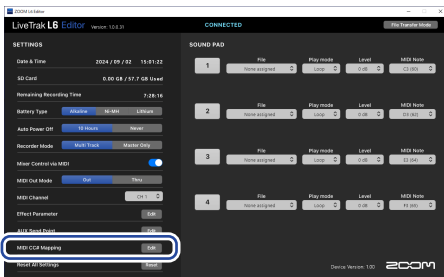 ZOOM L6 Editor
LiveTrak L6 Editor Version: 1.0.0.31
CONNECTED
File Transfer Mode
SETTINGS
Date & Time 2024 / 09 / 02 15:01:22
SD Card 0.00 GB / 57.7 GB Used
Remaining Recording Time 7:28:16
Battery Type Alkaline Ni-MH Lithium
Auto Power Off 10 Hours Never
Recorder Mode Multi Track Master Only
Mixer Control via MIDI
MIDI Out Mode Out Thru
MIDI Channel CH 1
Effect Parameter Edit
AUX Send Point Edit
MIDI CC# Mapping Edit
Reset All Settings Reset
SOUND PAD
File Play mode Level MIDI Note
1 None assigned Loop 0 dB C3 (60)
File Play mode Level MIDI Note
2 None assigned Loop 0 dB D3 (62)
File Play mode Level MIDI Note
3 None assigned Loop 0 dB E3 (64)
File Play mode Level MIDI Note
4 None assigned Loop 0 dB F3 (65)
Device Version: 1.00 ZOOM